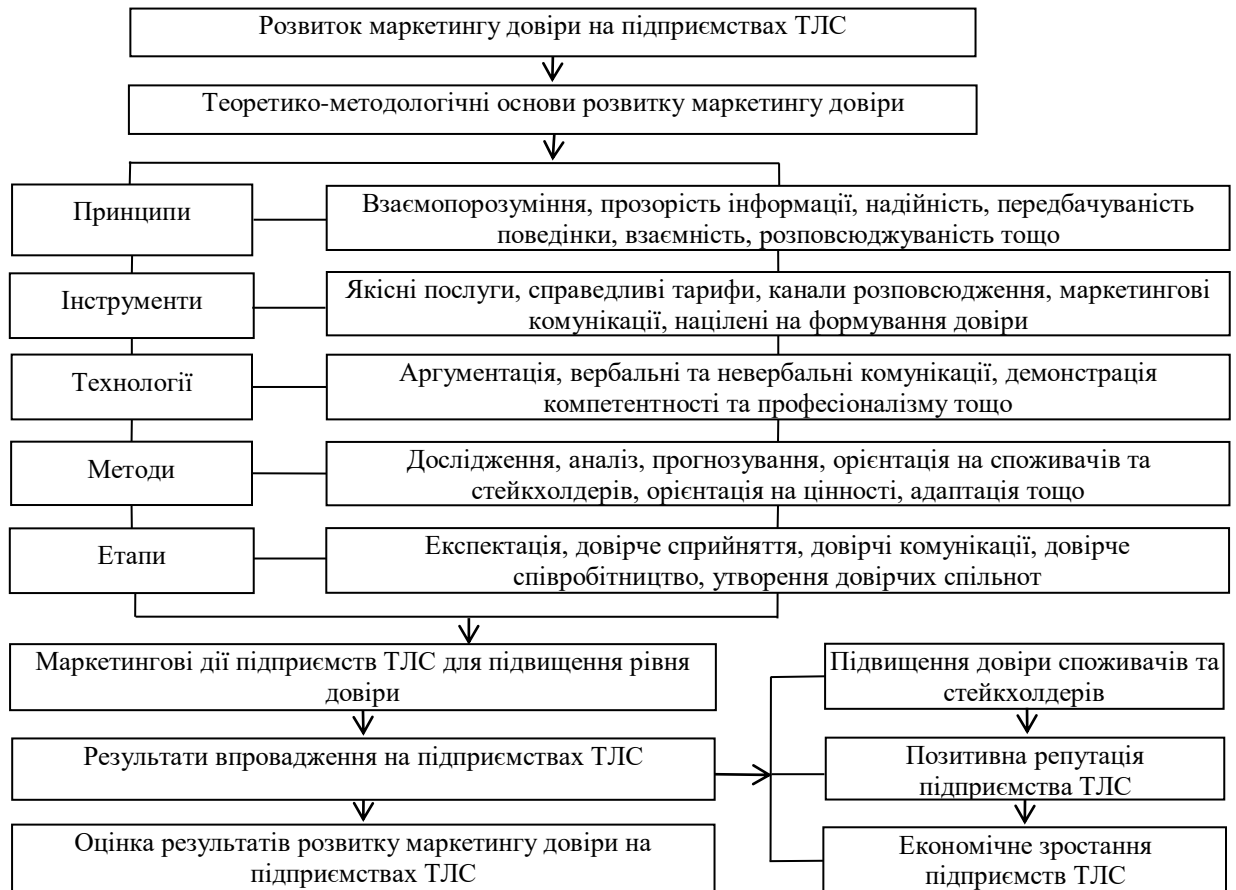 Розвиток маркетингу довіри на підприємствах ТЛС
Теоретико-методологічні основи розвитку маркетингу довіри
Принципи
Взаємопорозуміння, прозорість інформації, надійність, передбачуваність
поведінки, взаємність, розповсюджуваність тощо
Інструменти
Якісні послуги, справедливі тарифи, канали розповсюдження, маркетингові
комунікації, націлені на формування довіри
Технології
Аргументація, вербальні та невербальні комунікації, демонстрація
компетентності та професіоналізму тощо
Методи
Дослідження, аналіз, прогнозування, орієнтація на споживачів та
стейкхолдерів, орієнтація на цінності, адаптація тощо
Етапи
Експектація, довірче сприйняття, довірчі комунікації, довірче
співробітництво, утворення довірчих спільнот
Маркетингові дії підприємств ТЛС для підвищення рівня
довіри
Підвищення довіри споживачів та
стейкхолдерів
Результати впровадження на підприємствах ТЛС
Позитивна репутація
підприємства ТЛС
Оцінка результатів розвитку маркетингу довіри на
підприємствах ТЛС
Економічне зростання
підприємств ТЛС